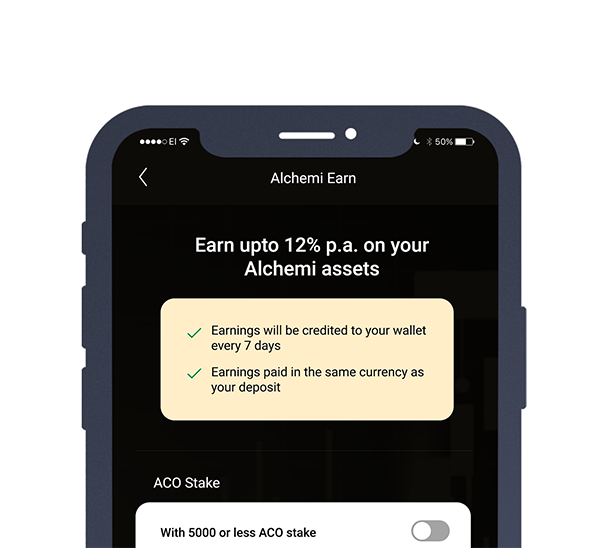 EI
50%
Alchemi Earn
Earn upto 12% p.a. on your
Alchemi assets
Earnings will be credited to your wallet
every 7 days
Earnings paid in the same currency as
your deposit
ACO Stake
With 5000 or less ACO stake